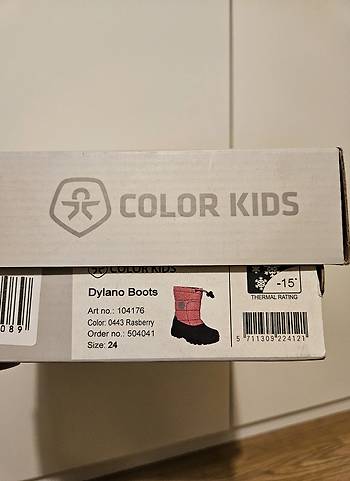 COLOR KIDS
COLOR KIDS
Dylano Boots
Art no.: 104176
Color: 0443 Rasberry
Order no.: 504041
Size: 24
-15°
THERMAL RATING
089
5 711309 224121